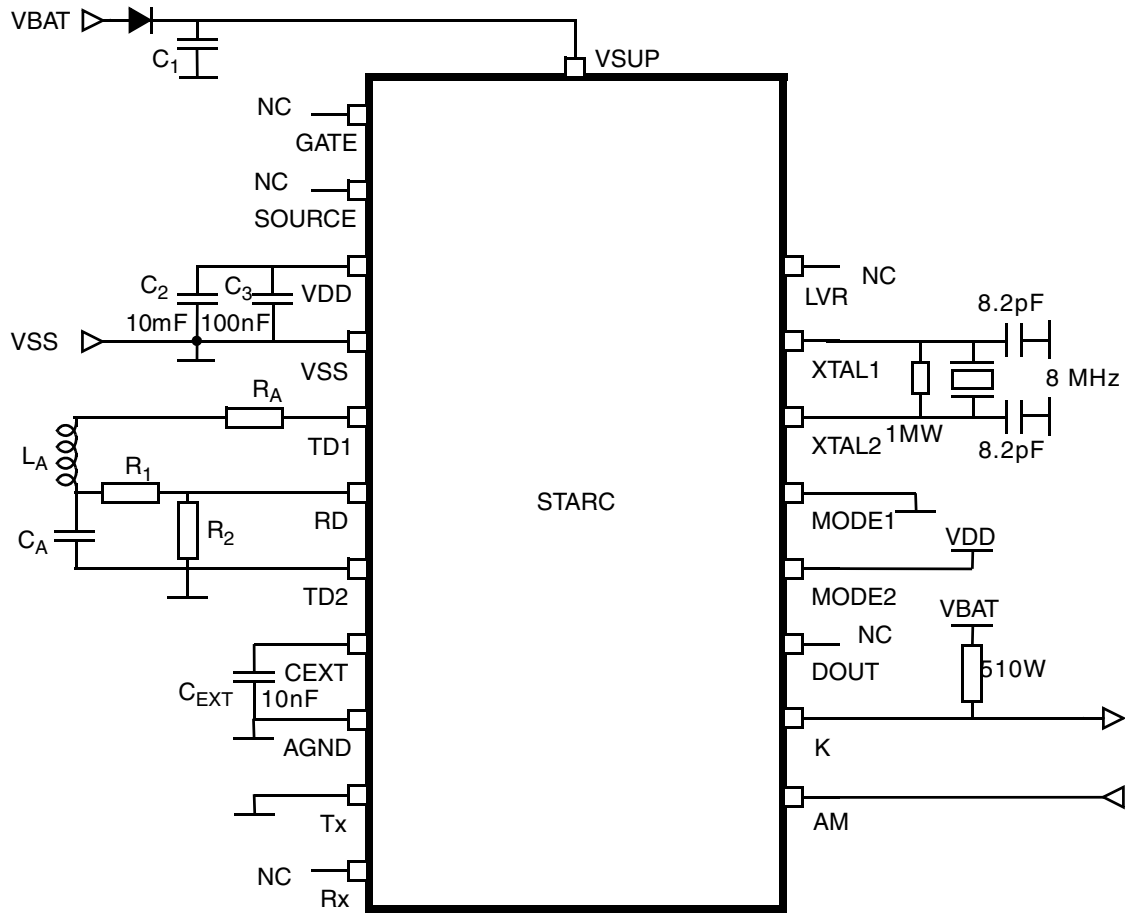 VBAT
C1
VSUP
NC
GATE
NC
SOURCE
C2
C3
VDD
10mF
100nF
VSS
VSS
RA
TD1
LA
R1
RD
R2
CA
TD2
CEXT
CEXT
10nF
AGND
Tx
NC
Rx
STARC
NC
LVR
8.2pF
XTAL1
8 MHz
XTAL2
1MW
8.2pF
MODE1
VDD
MODE2
VBAT
NC
DOUT
510W
K
AM